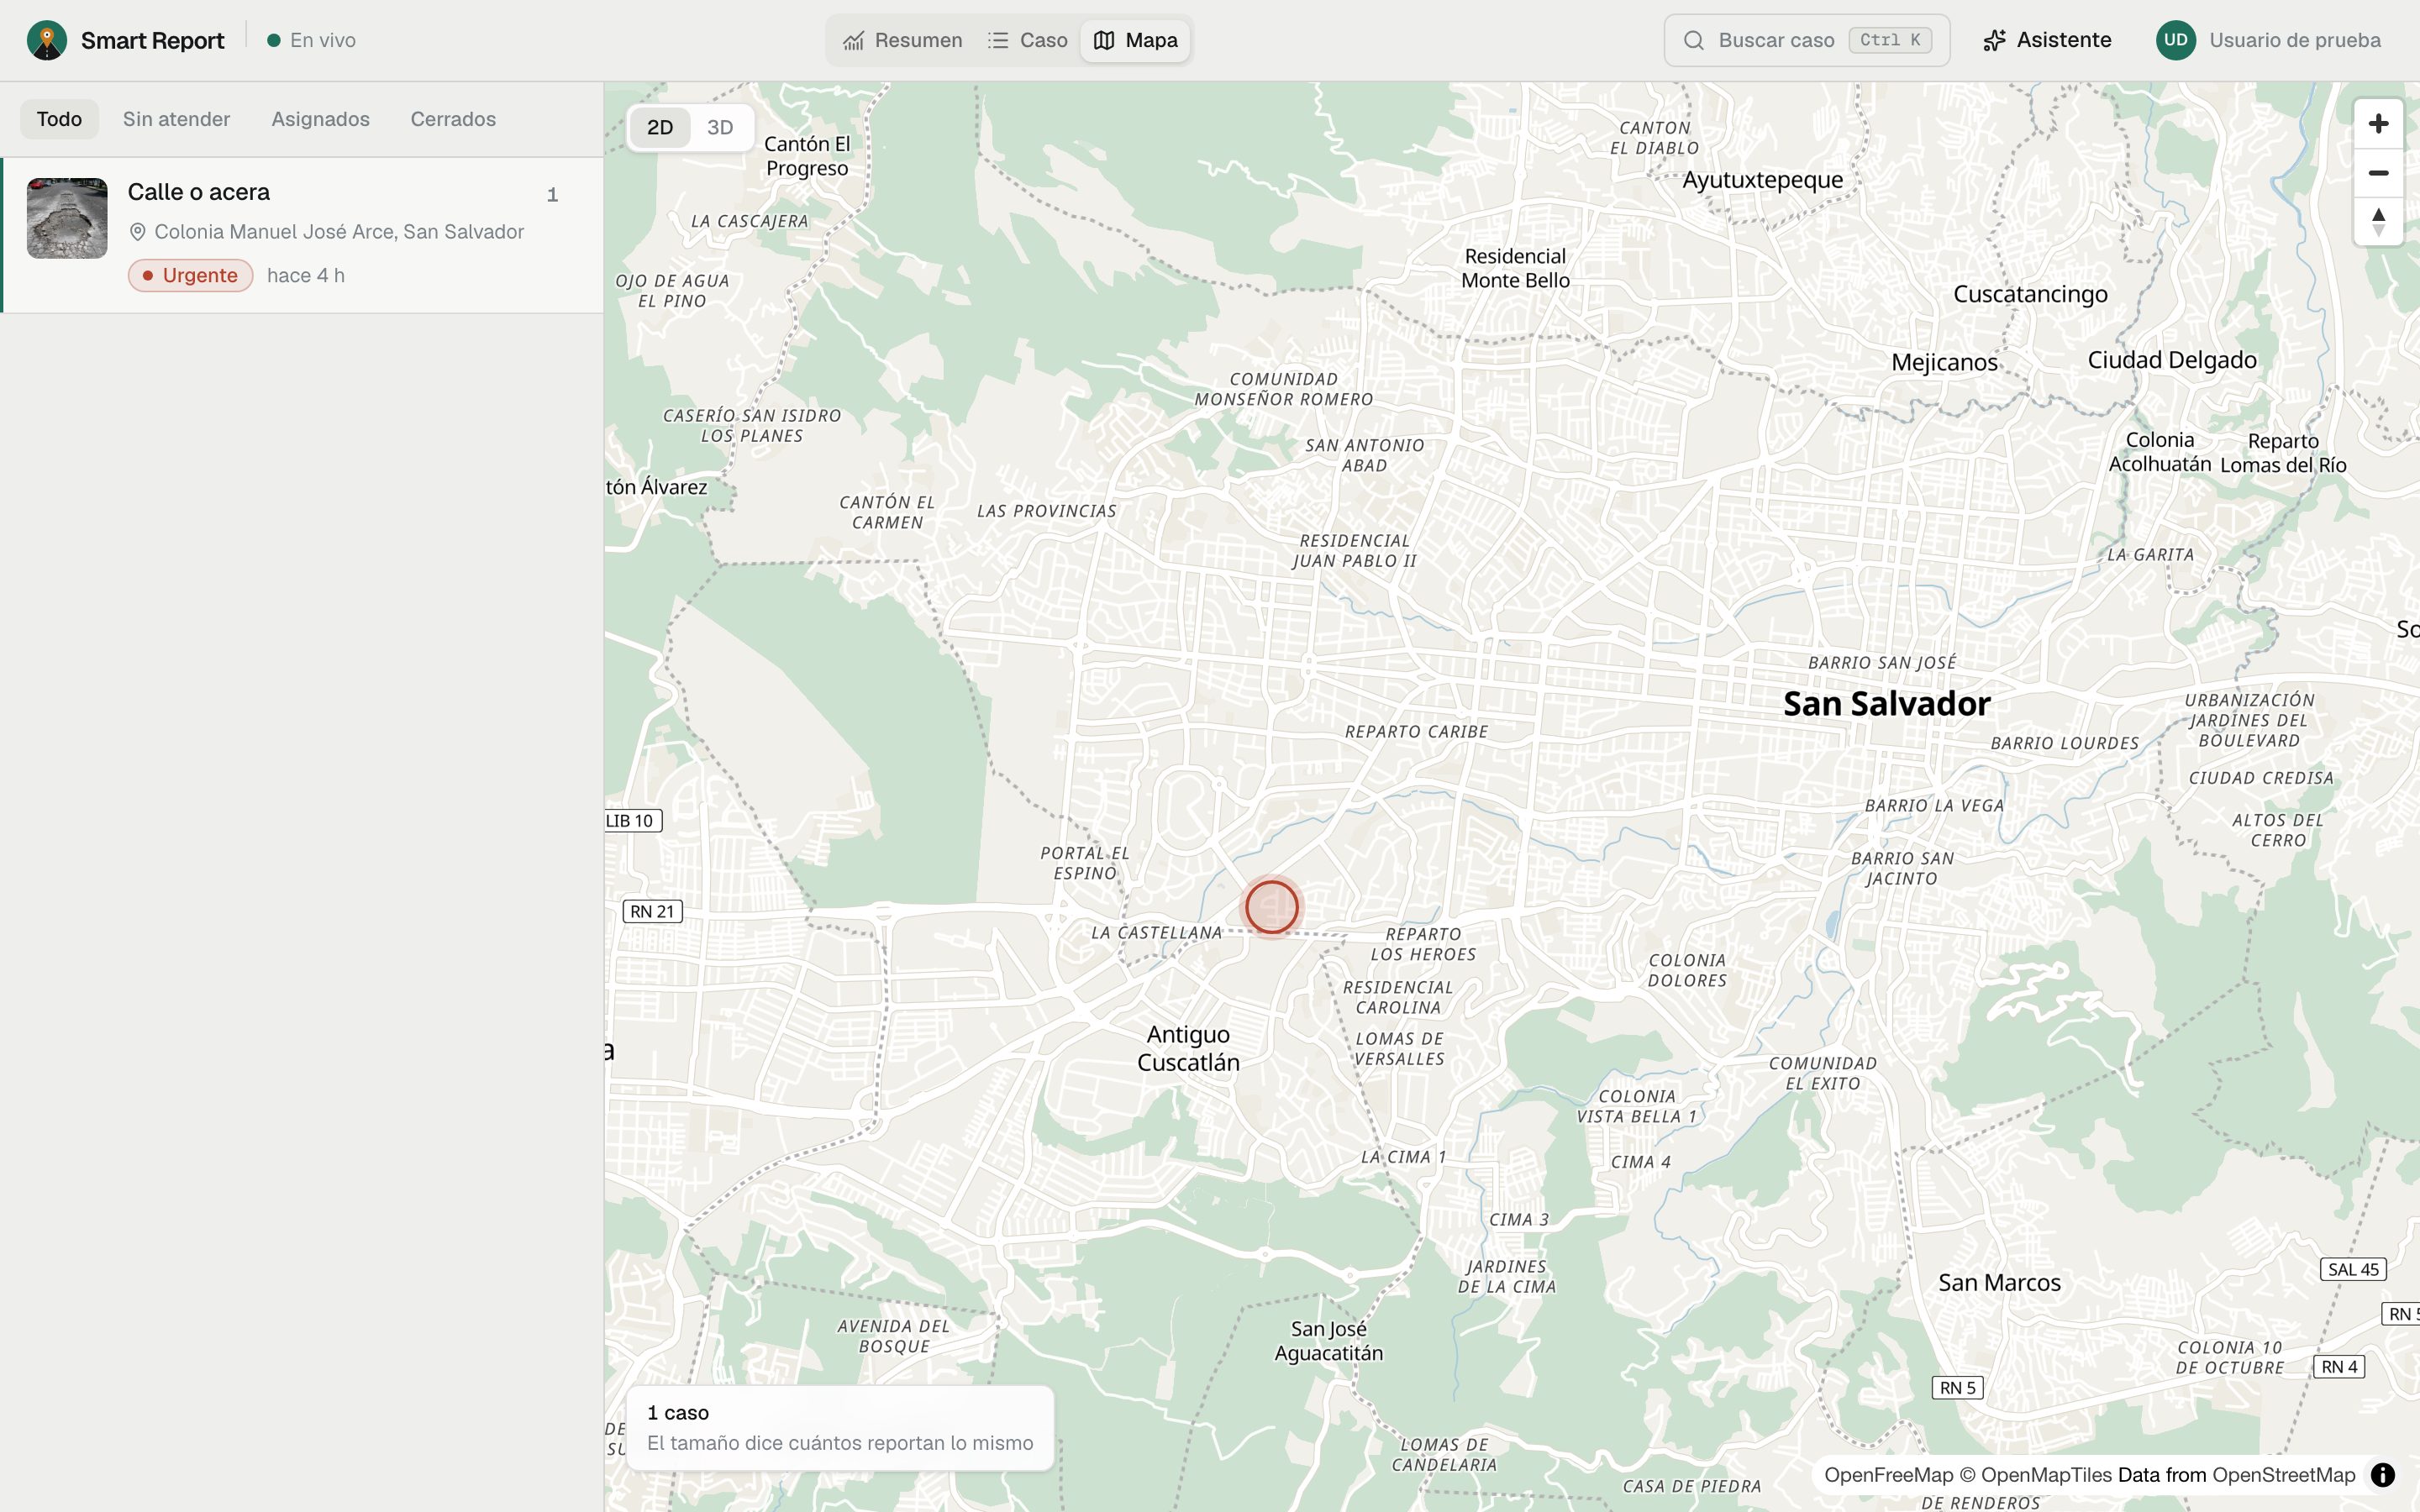 Smart Report
En vivo
Resumen
Caso
Mapa
Buscar caso
Ctrl K
Asistente
UD
Usuario de prueba
Todo
Sin atender
Asignados
Cerrados
Calle o acera
1
Colonia Manuel José Arce, San Salvador
Urgente
hace 4 h
2D
3D
Cantón El
Progreso
CANTON
EL DIABLO
Ayutuxtepeque
LA CASCAJERA
Residencial
Monte Bello
OJO DE AGUA
EL PINO
Cuscatancingo
Mejicanos
Ciudad Delgado
COMUNIDAD
MONSEÑOR ROMERO
CASERÍO SAN ISIDRO
LOS PLANES
SAN ANTONIO
ABAD
Colonia
Acolhuatán
Reparto
Lomas del Río
tón Álvarez
CANTÓN EL
CARMEN
LAS PROVINCIAS
RESIDENCIAL
JUAN PABLO II
LA GARITA
So
BARRIO SAN JOSÉ
San Salvador
URBANIZACIÓN
JARDINES DEL
BOULEVARD
REPARTO CARIBE
BARRIO LOURDES
CIUDAD CREDISA
BARRIO LA VEGA
LIB 10
ALTOS DEL
CERRO
PORTAL EL
ESPINO
BARRIO SAN
JACINTO
RN 21
LA CASTELLANA
REPARTO
LOS HEROES
COLONIA
DOLORES
RESIDENCIAL
CAROLINA
Antiguo
Cuscatlán
LOMAS DE
VERSALLES
a
COMUNIDAD
EL EXITO
COLONIA
VISTA BELLA 1
LA CIMA 1
CIMA 4
CIMA 3
JARDINES
DE LA CIMA
SAL 45
San Marcos
RN 5
AVENIDA DEL
BOSQUE
San José
Aguacatitán
COLONIA 10
DE OCTUBRE
RN 4
RN 5
1 caso
El tamaño dice cuántos reportan lo mismo
DE
SU
LOMAS DE
CANDELARIA
CASA DE PIEDRA
OpenFreeMap © OpenMapTiles Data from OpenStreetMap
DE RENDEROS